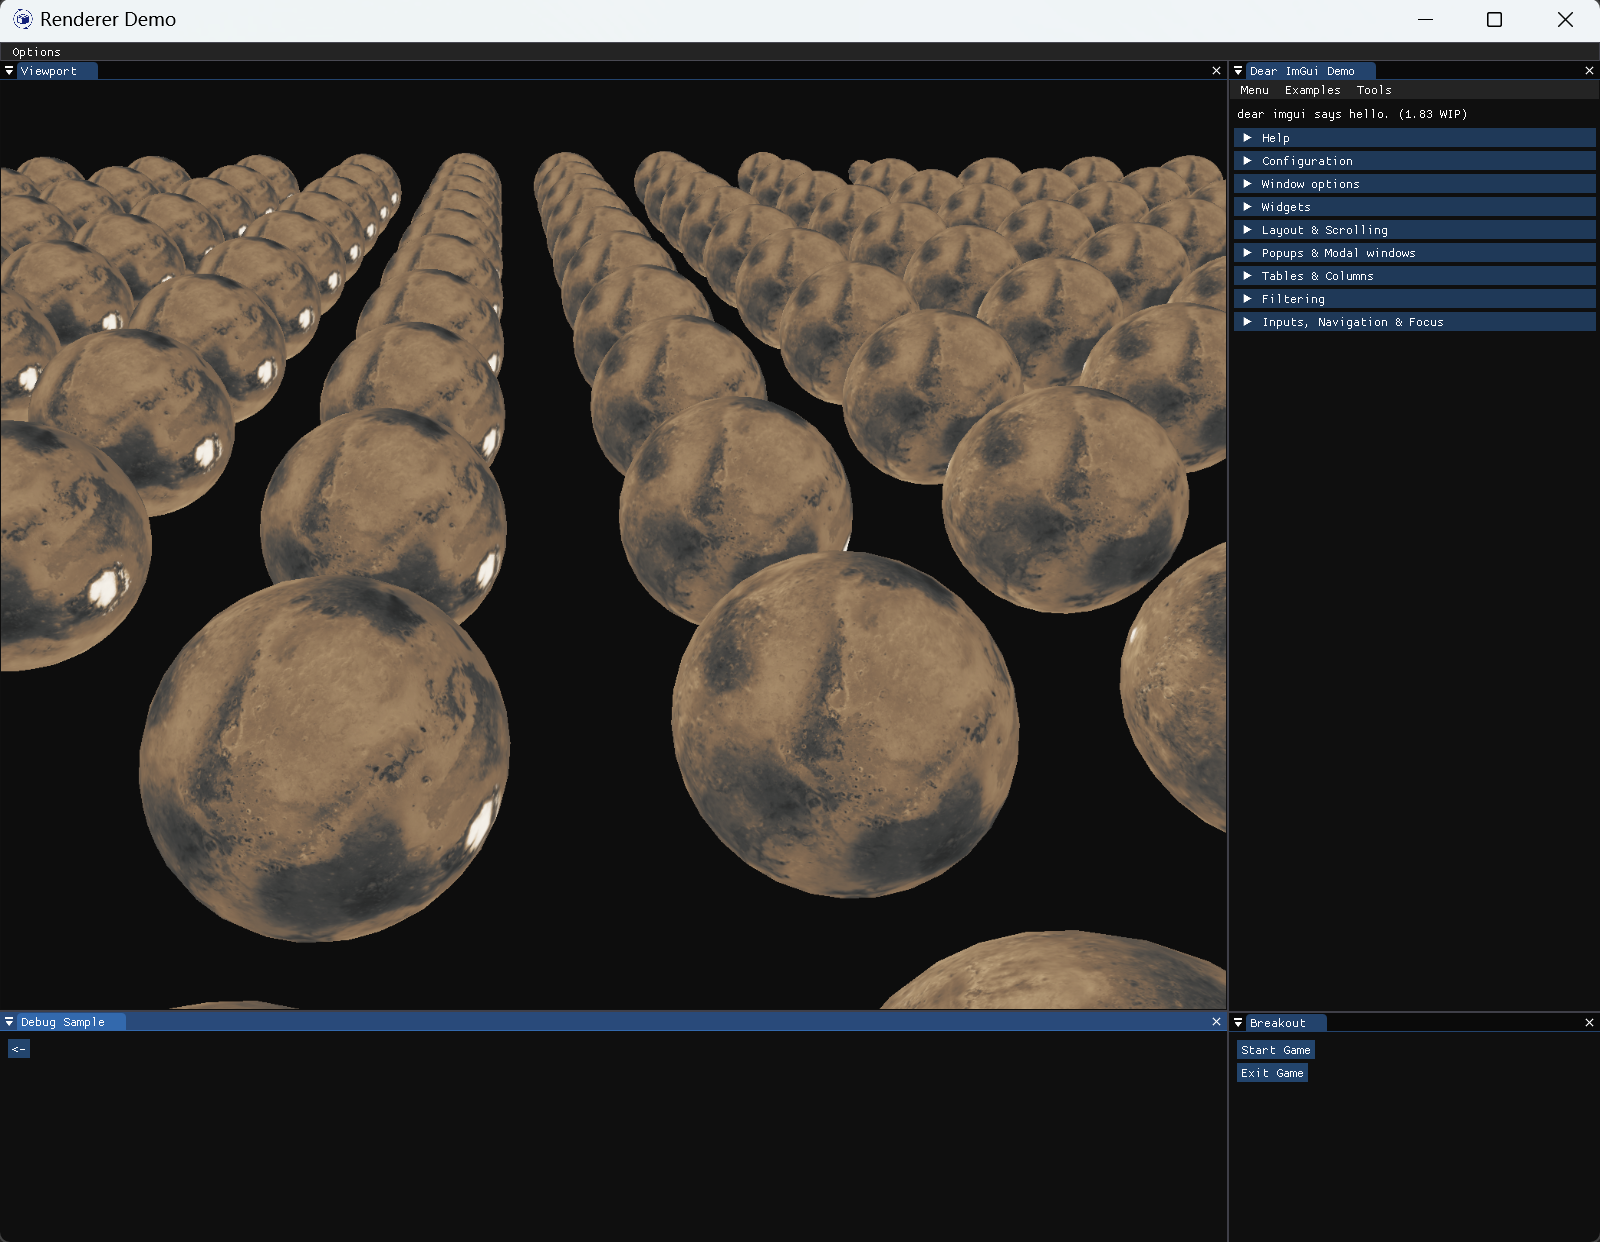 Renderer Demo
Options
Viewport
Dear ImGui Demo
Menu Examples Tools
dear imgui says hello. (1.83 WIP)
Help
Configuration
Window options
Widgets
Layout & Scrolling
Popups & Modal windows
Tables & Columns
Filtering
Inputs, Navigation & Focus
Debug Sample
<-
Breakout
Start Game
Exit Game